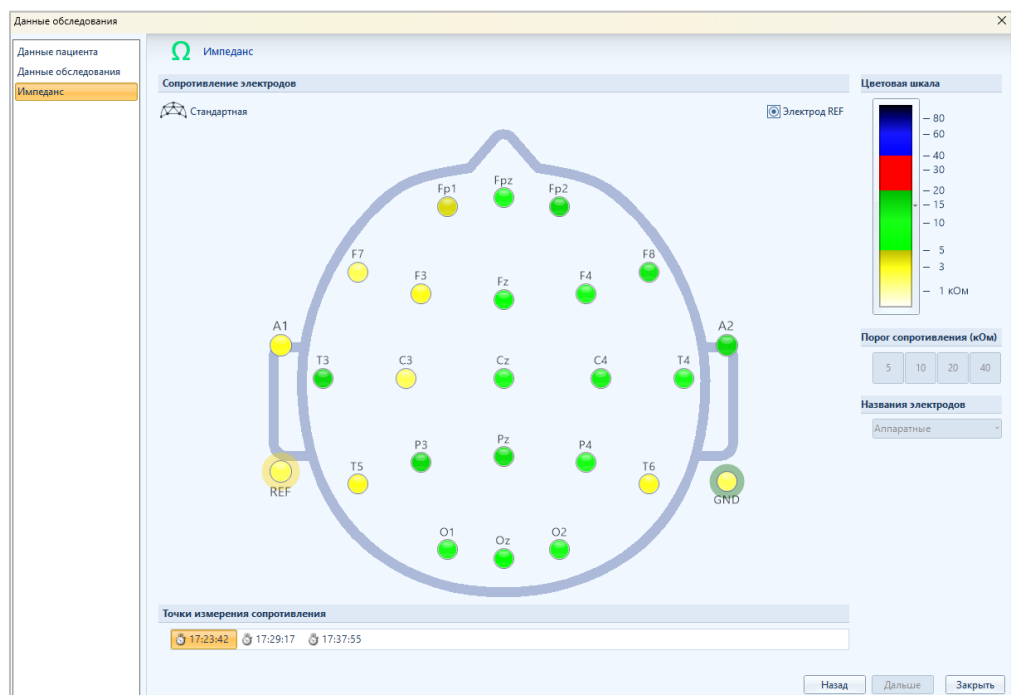 Данные обследования
Данные пациента
Данные обследования
Импеданс
Ω Импеданс
Сопротивление электродов
Стандартная
Электрод REF
Fp1 Fpz Fp2
F7 F3 Fz F4 F8
A1 A2
T3 C3 Cz C4 T4
P3 Pz P4
T5 T6
REF GND
O1 Oz O2
Цветовая шкала
80
60
40
30
20
15
10
5
3
1 кОм
Порог сопротивления (кОм)
5 10 20 40
Названия электродов
Аппаратные
Точки измерения сопротивления
17:23:42 17:29:17 17:37:55
Назад Дальше Закрыть